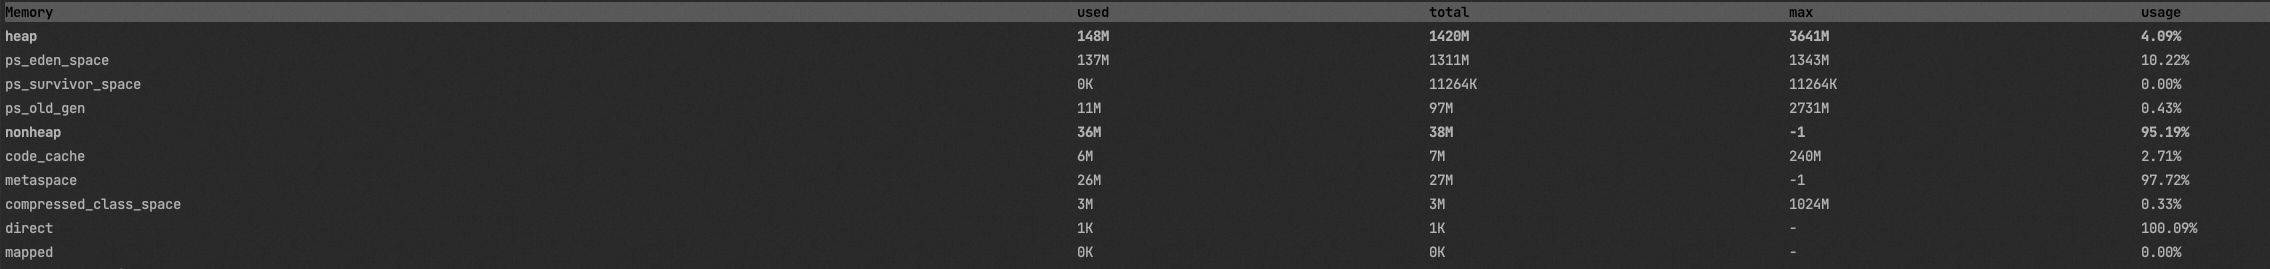 Memory used total max usage
heap 148M 1420M 3641M 4.09%
ps_eden_space 137M 1311M 1343M 10.22%
ps_survivor_space 0K 11264K 11264K 0.00%
ps_old_gen 11M 97M 2731M 0.43%
nonheap 36M 38M -1 95.19%
code_cache 6M 7M 240M 2.71%
metaspace 26M 27M -1 97.72%
compressed_class_space 3M 3M 1024M 0.33%
direct 1K 1K - 100.09%
mapped 0K 0K - 0.00%